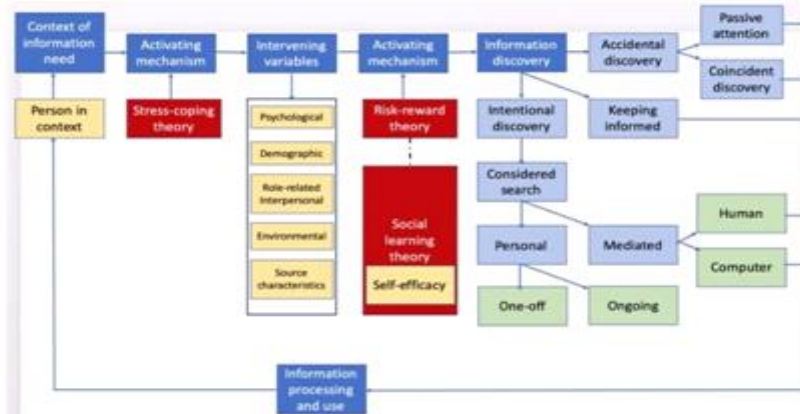 Context of
information
need
Activating
mechanism
Intervening
variables
Activating
mechanism
Information
discovery
Accidental
discovery
Passive
attention
Coincident
discovery
Person in
context
Stress-coping
theory
Psychological
Demographic
Role-related
Interpersonal
Environmental
Source
characteristics
Risk-reward
theory
Social
learning
theory
Self-efficacy
Intentional
discovery
Keeping
informed
Considered
search
Personal
Mediated
Human
Computer
One-off
Ongoing
Information
processing
and use